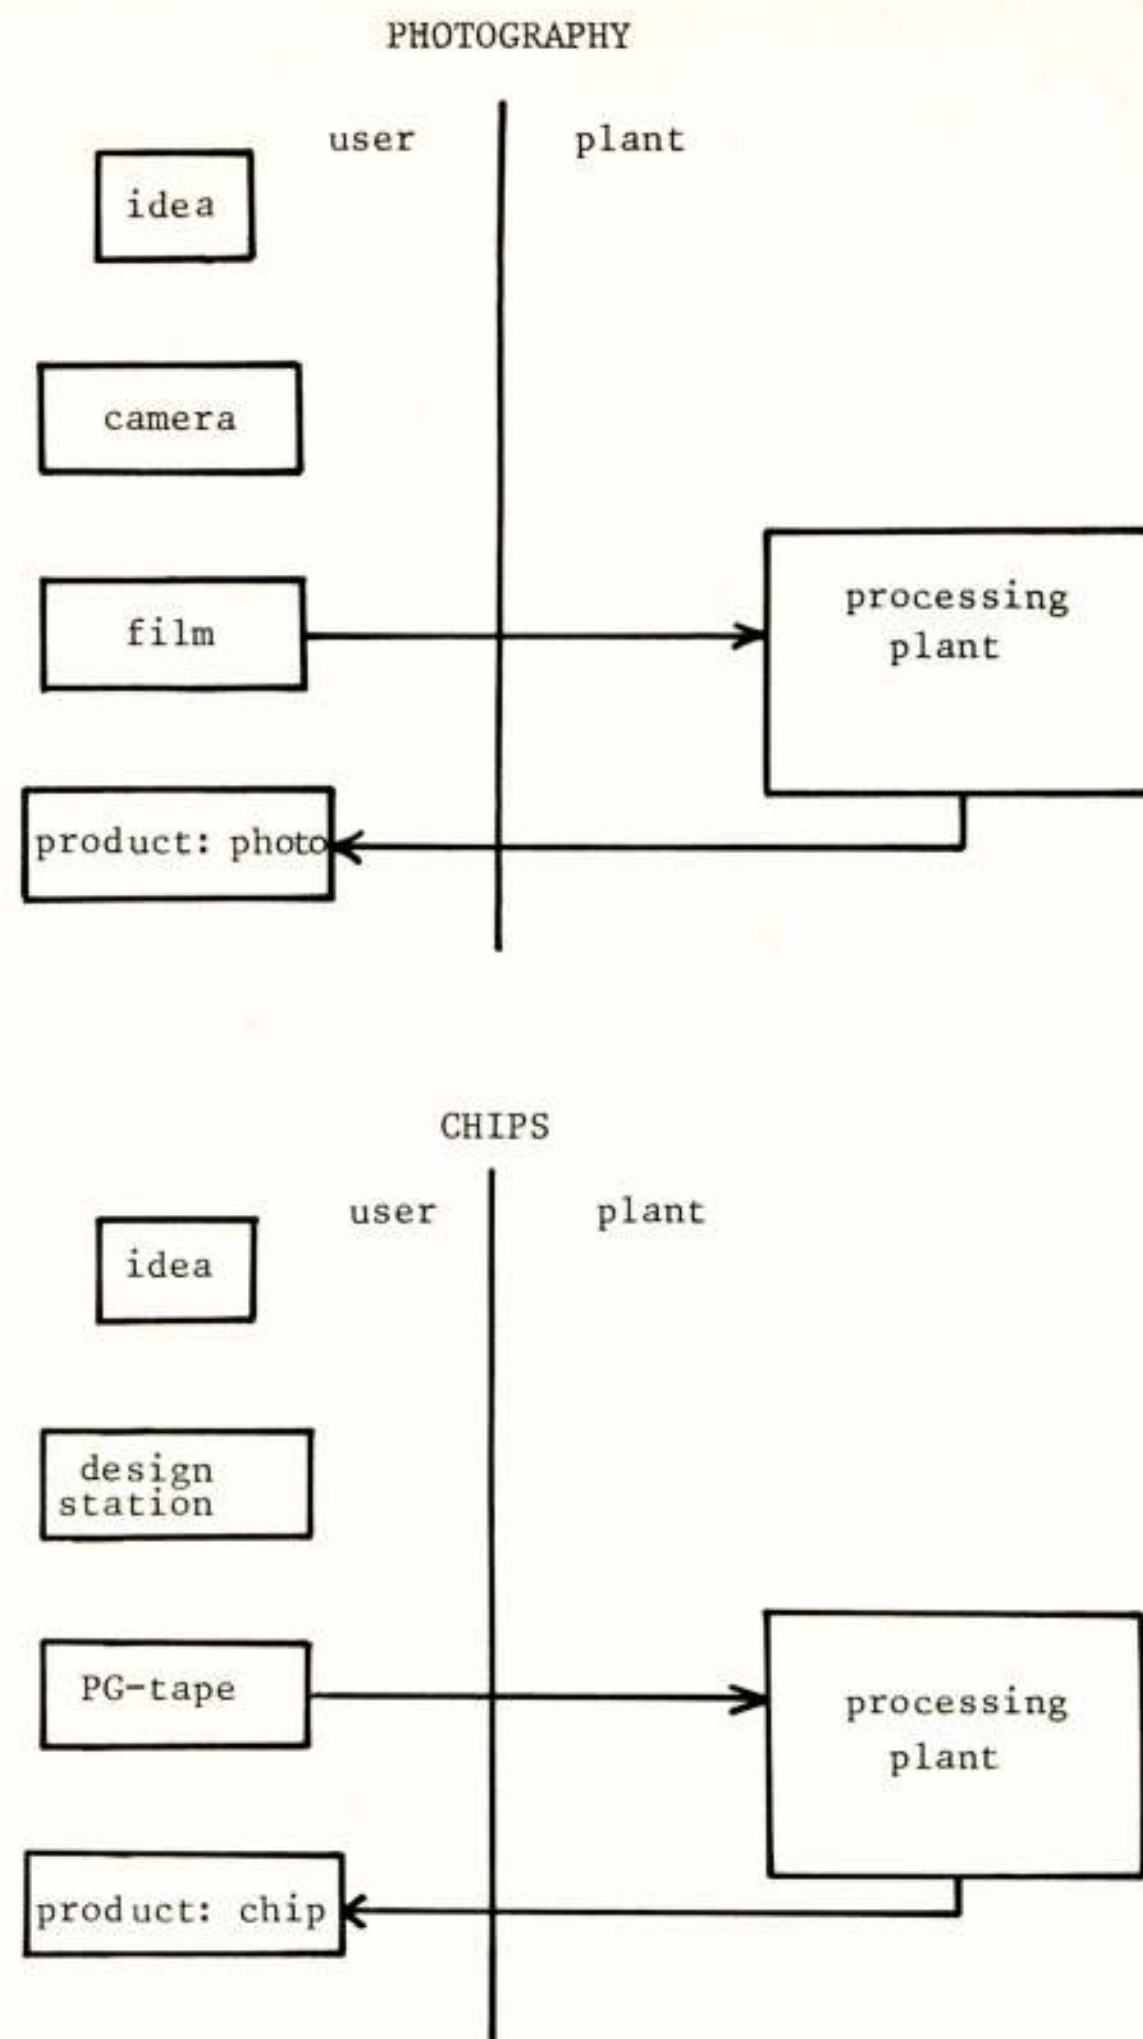 PHOTOGRAPHY
user plant
idea
camera
film
processing
plant
product: photo
CHIPS
user plant
idea
design
station
PG-tape
processing
plant
product: chip